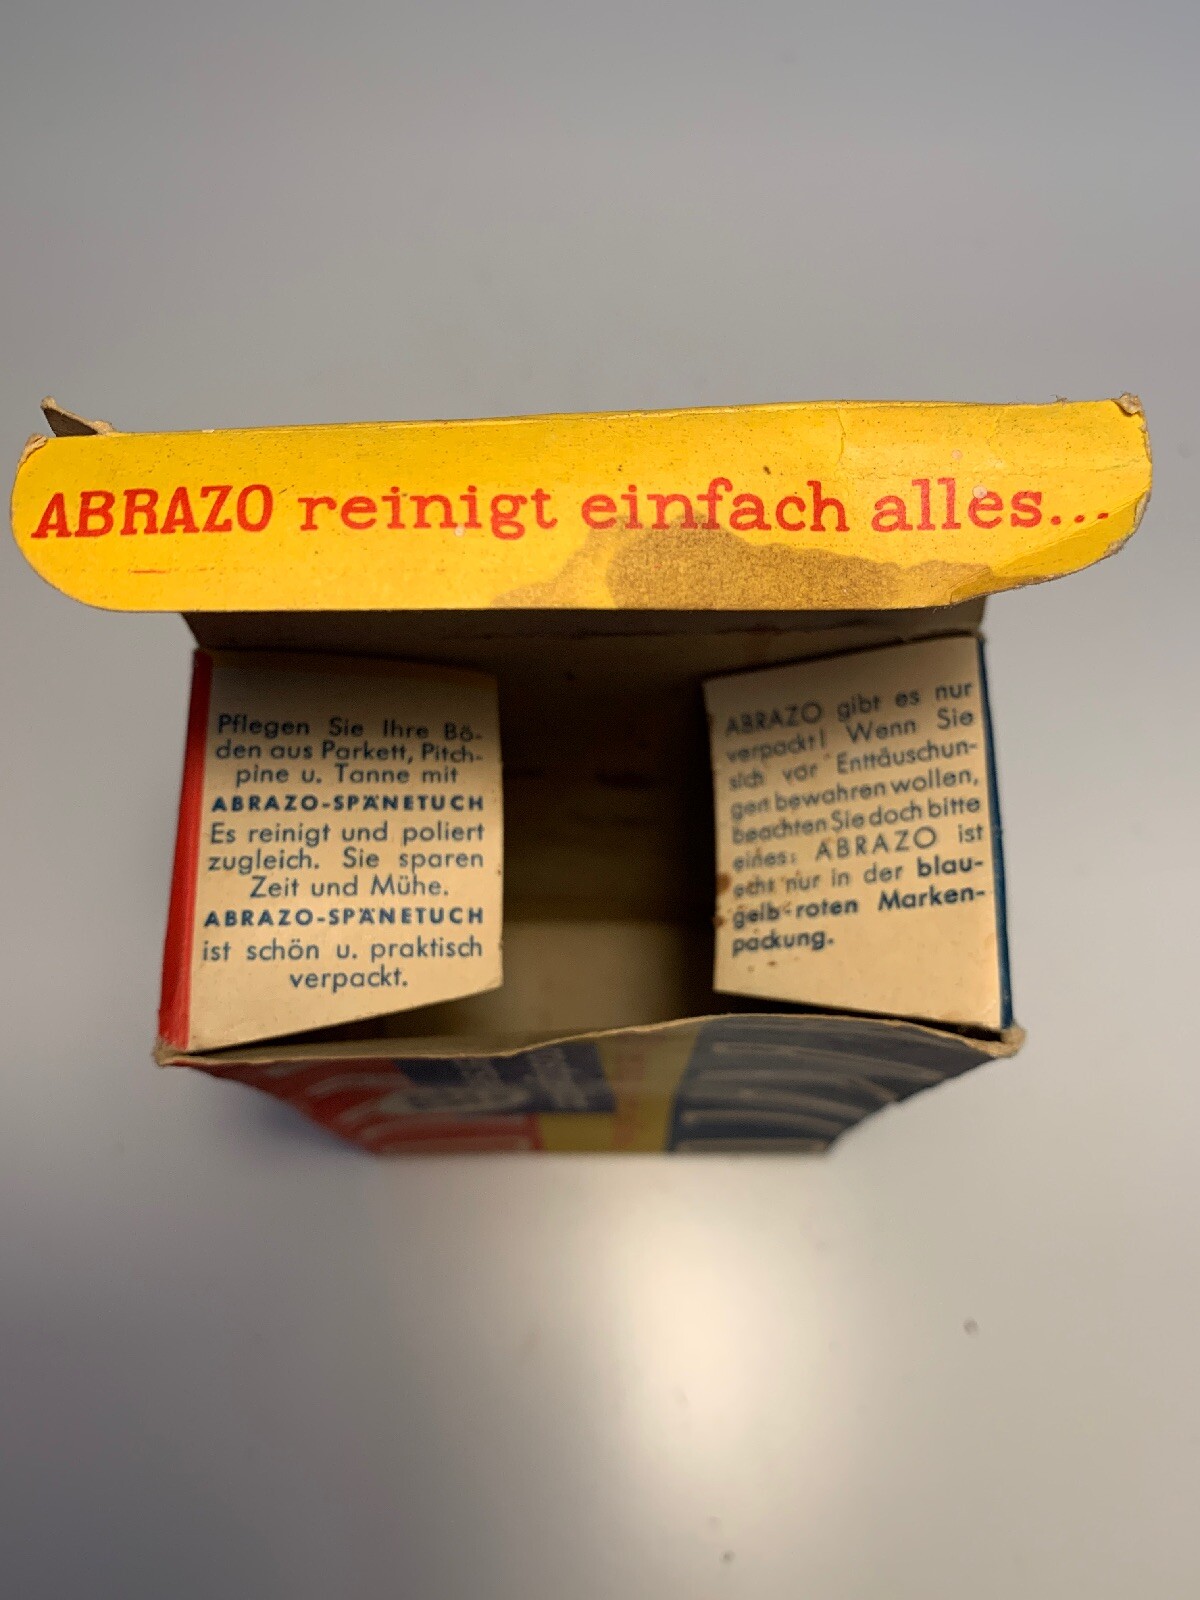 ABRAZO reinigt einfach alles...
Pflegen Sie Ihre Bö-
den aus Parkett, Pitch-
pine u. Tanne mit
ABRAZO-SPÄNETUCH
Es reinigt und poliert
zugleich. Sie sparen
Zeit und Mühe.
ABRAZO-SPÄNETUCH
ist schön u. praktisch
verpackt.
ABRAZO gibt es nur
verpackt! Wenn Sie
sich vor Enttäuschun-
gen bewahren wollen,
beachten Sie doch bitte
eines: ABRAZO ist
echt nur in der blau-
gelb-roten Marken-
packung.